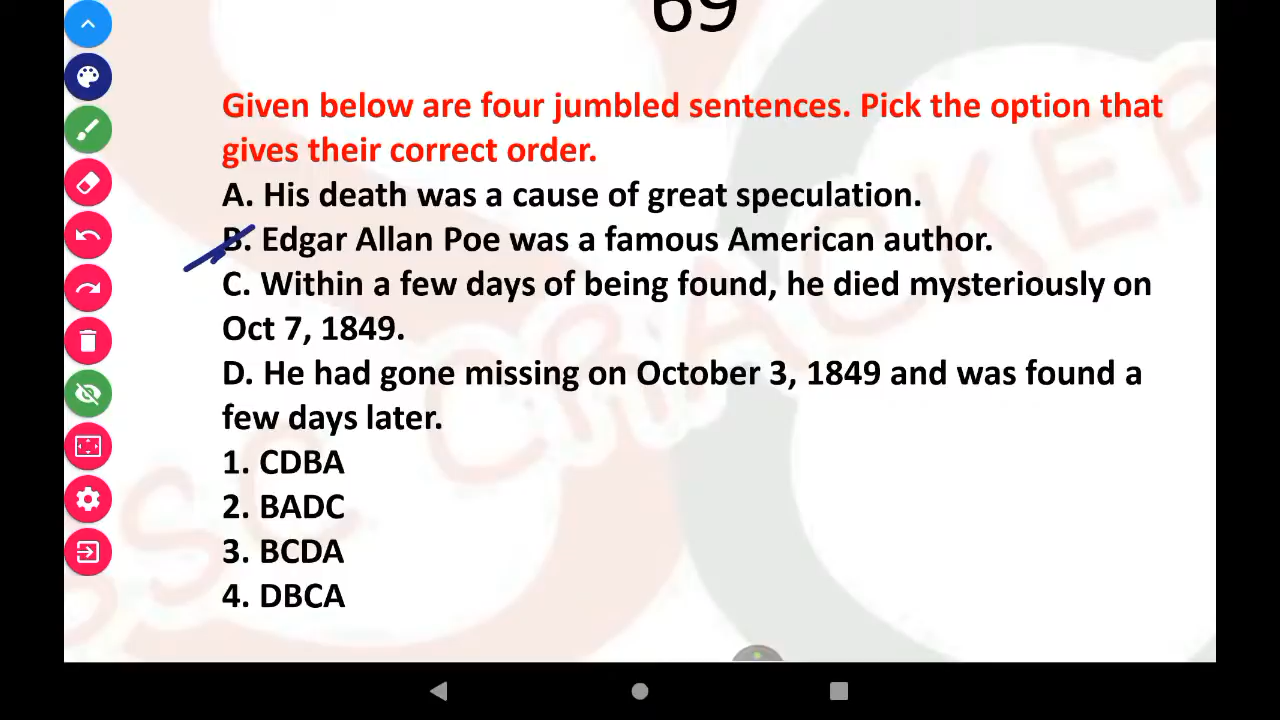 69
Given below are four jumbled sentences. Pick the option that
gives their correct order.
A. His death was a cause of great speculation.
B. Edgar Allan Poe was a famous American author.
C. Within a few days of being found, he died mysteriously on
Oct 7, 1849.
D. He had gone missing on October 3, 1849 and was found a
few days later.
1. CDBA
2. BADC
3. BCDA
4. DBCA
SSC CRACKER